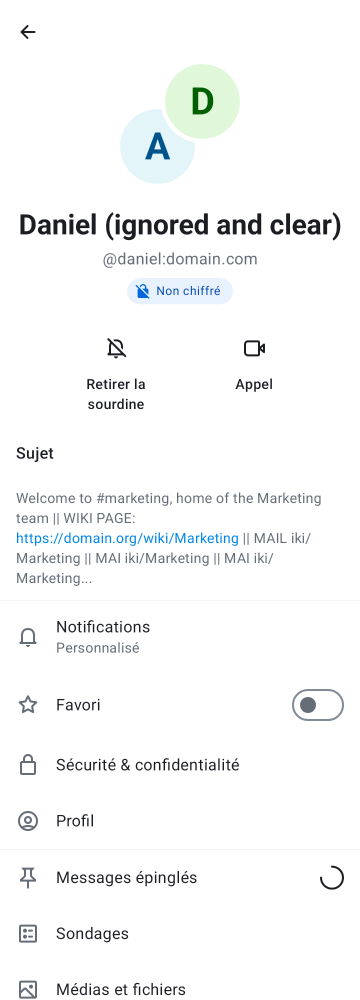 D
A
Daniel (ignored and clear)
@daniel:domain.com
Non chiffré
Retirer la
sourdine
Appel
Sujet
Welcome to #marketing, home of the Marketing
team || WIKI PAGE:
https://domain.org/wiki/Marketing || MAIL iki/
Marketing || MAI iki/Marketing || MAI iki/
Marketing...
Notifications
Personnalisé
Favori
Sécurité & confidentialité
Profil
Messages épinglés
Sondages
Médias et fichiers